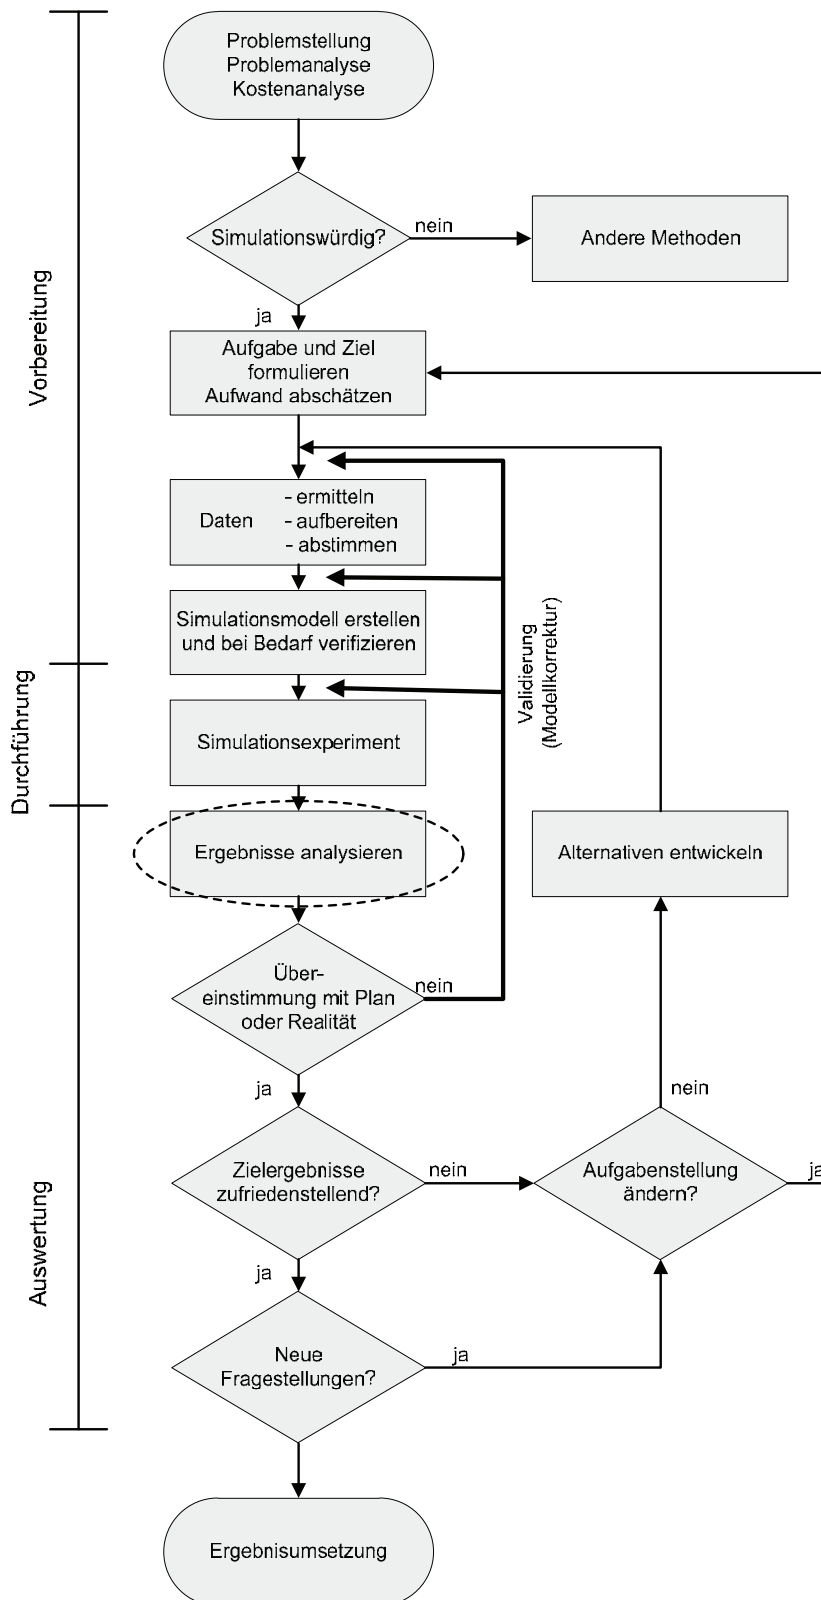 Problemstellung
Problemanalyse
Kostenanalyse
Simulationswürdig?
nein
Andere Methoden
ja
Aufgabe und Ziel
formulieren
Aufwand abschätzen
Vorbereitung
Daten
- ermitteln
- aufbereiten
- abstimmen
Simulationsmodell erstellen
und bei Bedarf verifizieren
Validierung
(Modellkorrektur)
Durchführung
Simulationsexperiment
Ergebnisse analysieren
Alternativen entwickeln
Über-
einstimmung mit Plan
oder Realität
nein
ja
nein
Zielergebnisse
zufriedenstellend?
nein
Aufgabenstellung
ändern?
ja
Auswertung
ja
Neue
Fragestellungen?
ja
Ergebnisumsetzung